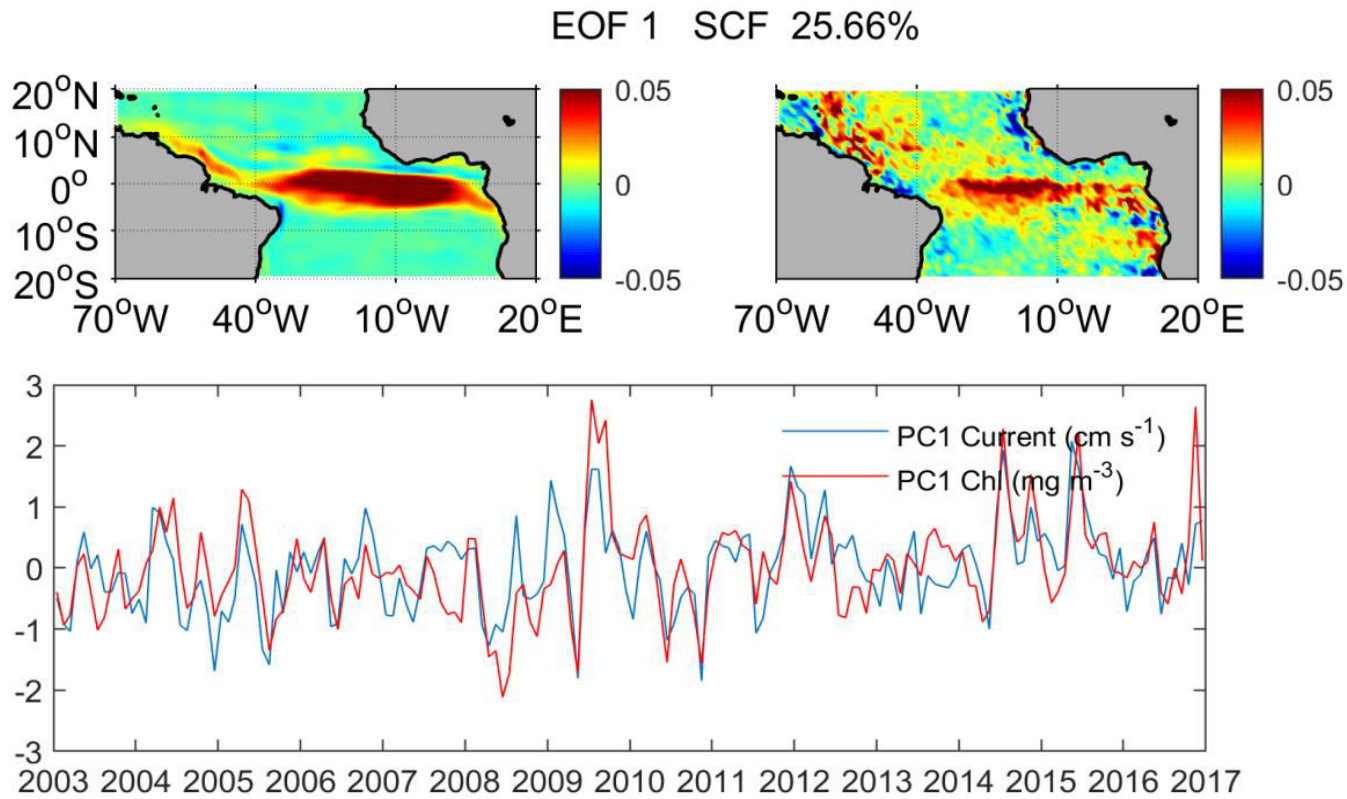 EOF 1 SCF 25.66%
20°N
10°N
0°
10°S
20°S
70°W 40°W 10°W 20°E
0.05
0
-0.05
70°W 40°W 10°W 20°E
0.05
0
-0.05
3
2
1
0
-1
-2
-3
PC1 Current (cm s⁻¹)
PC1 Chl (mg m⁻³)
2003 2004 2005 2006 2007 2008 2009 2010 2011 2012 2013 2014 2015 2016 2017